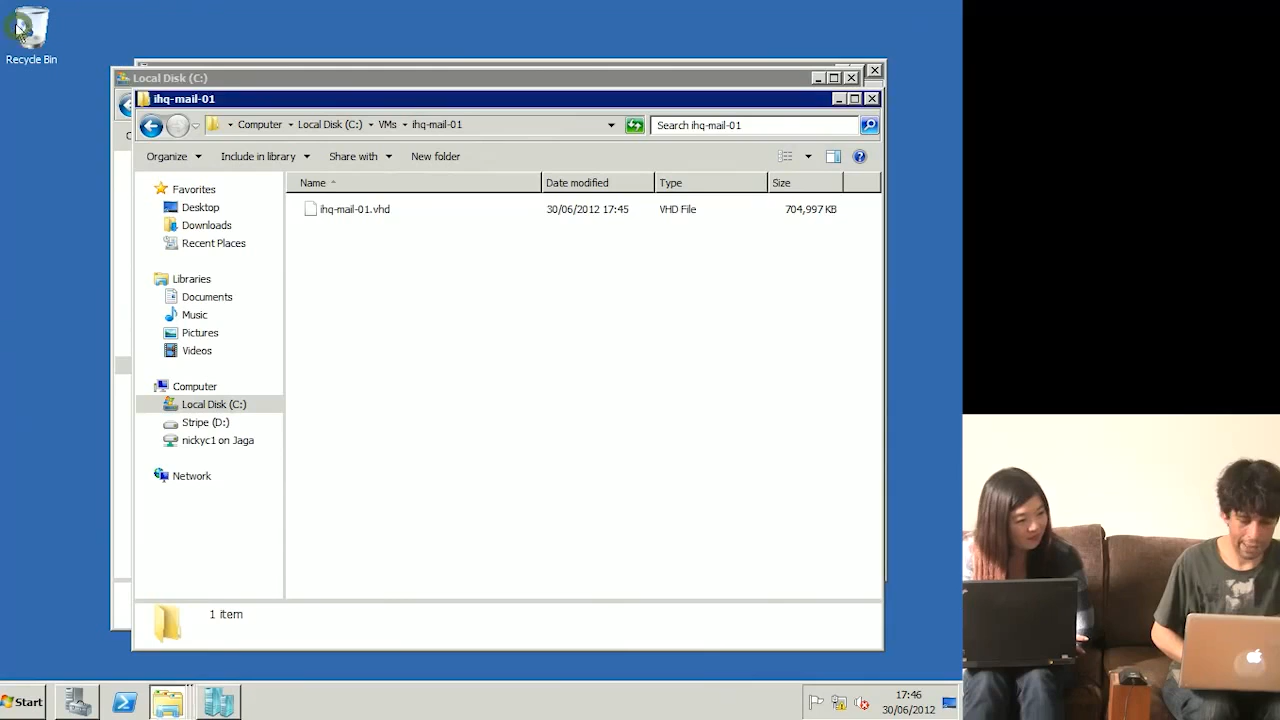 Recycle Bin
Local Disk (C:)
ihq-mail-01
Computer Local Disk (C:) VMs ihq-mail-01
Search ihq-mail-01
Organize Include in library Share with New folder
Name Date modified Type Size
ihq-mail-01.vhd 30/06/2012 17:45 VHD File 704,997 KB
Favorites
Desktop
Downloads
Recent Places
Libraries
Documents
Music
Pictures
Videos
Computer
Local Disk (C:)
Stripe (D:)
nickyc1 on Jaga
Network
1 item
Start
17:46
30/06/2012